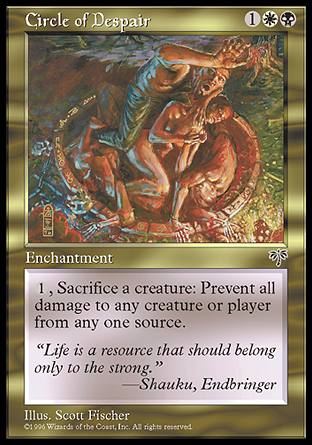 Circle of Despair 1
Enchantment
1 , Sacrifice a creature: Prevent all
damage to any creature or player
from any one source.
“Life is a resource that should belong
only to the strong.”
—Shauku, Endbringer
Illus. Scott Fischer
©1996 Wizards of the Coast, Inc. All rights reserved.